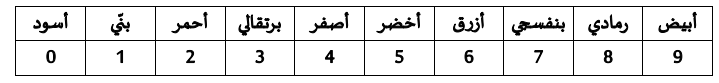 أبيض رمادي بنفسجي أزرق أخضر أصفر برتقالي أحمر بنّي أسود
9 8 7 6 5 4 3 2 1 0